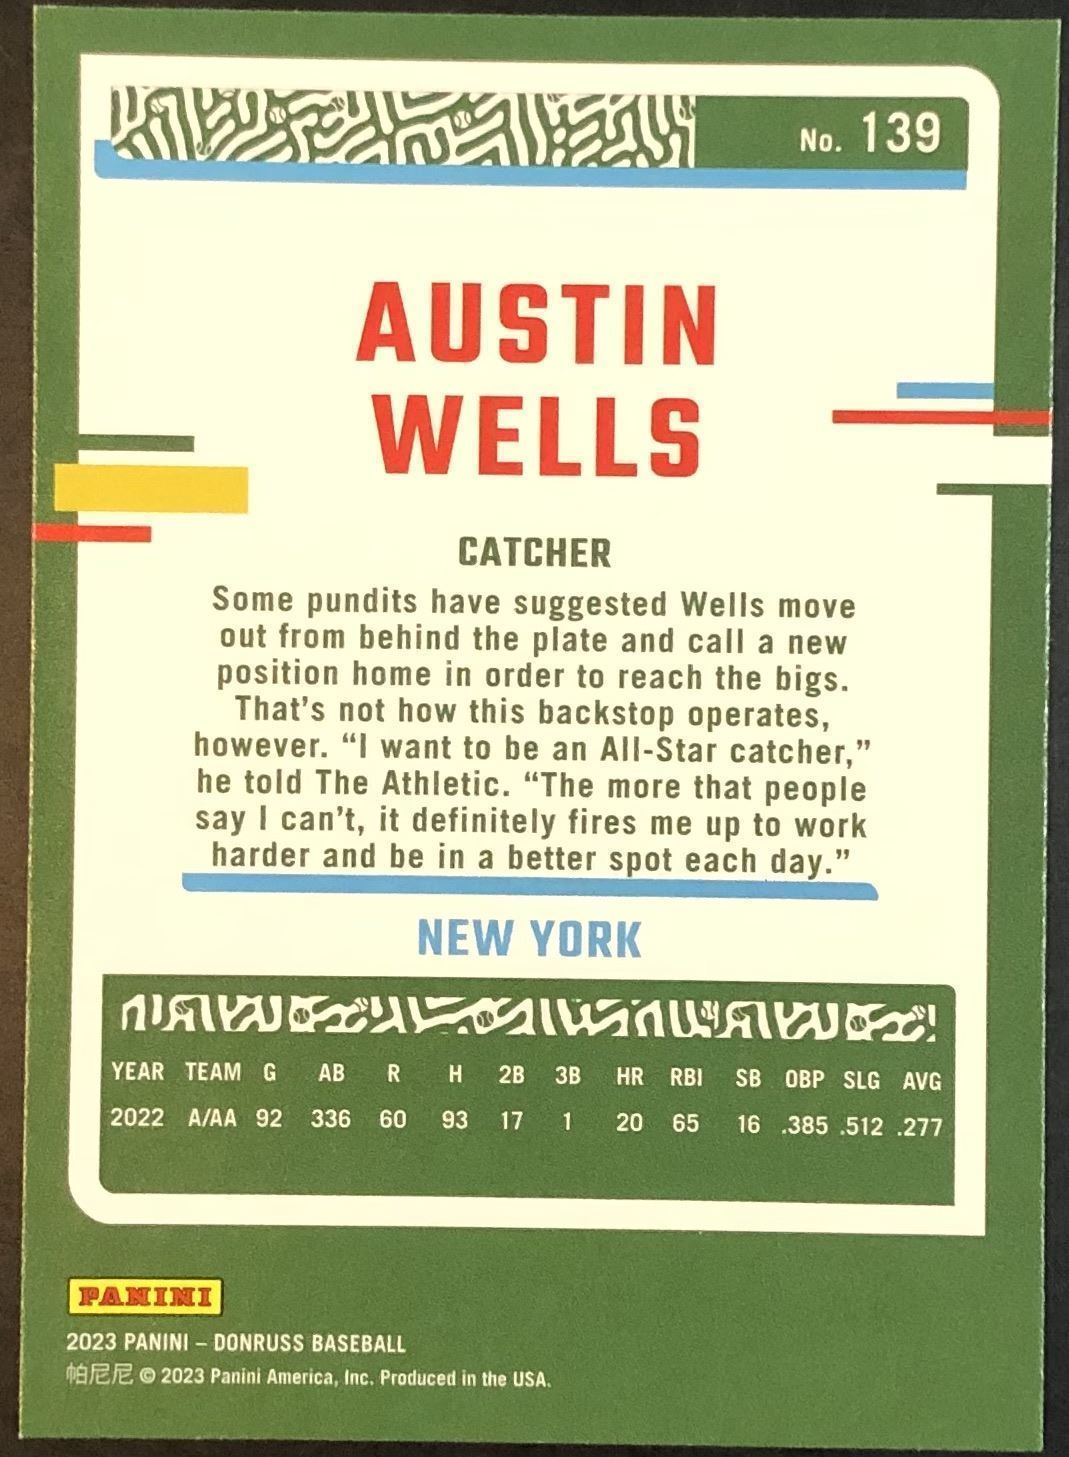 No. 139
AUSTIN
WELLS
CATCHER
Some pundits have suggested Wells move
out from behind the plate and call a new
position home in order to reach the bigs.
That's not how this backstop operates,
however. “I want to be an All-Star catcher,”
he told The Athletic. “The more that people
say I can't, it definitely fires me up to work
harder and be in a better spot each day.”
NEW YORK
YEAR TEAM G AB R H 2B 3B HR RBI SB OBP SLG AVG
2022 A/AA 92 336 60 93 17 1 20 65 16 .385 .512 .277
PANINI
2023 PANINI – DONRUSS BASEBALL
帕尼尼 © 2023 Panini America, Inc. Produced in the USA.